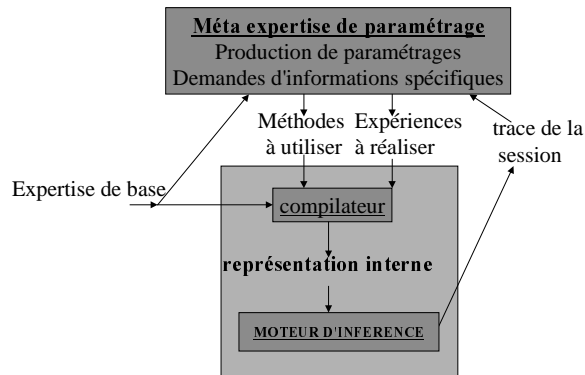 Méta expertise de paramétrage
Production de paramétrages
Demandes d'informations spécifiques
Méthodes
à utiliser
Expériences
à réaliser
trace de la
session
Expertise de base
compilateur
représentation interne
MOTEUR D'INFERENCE